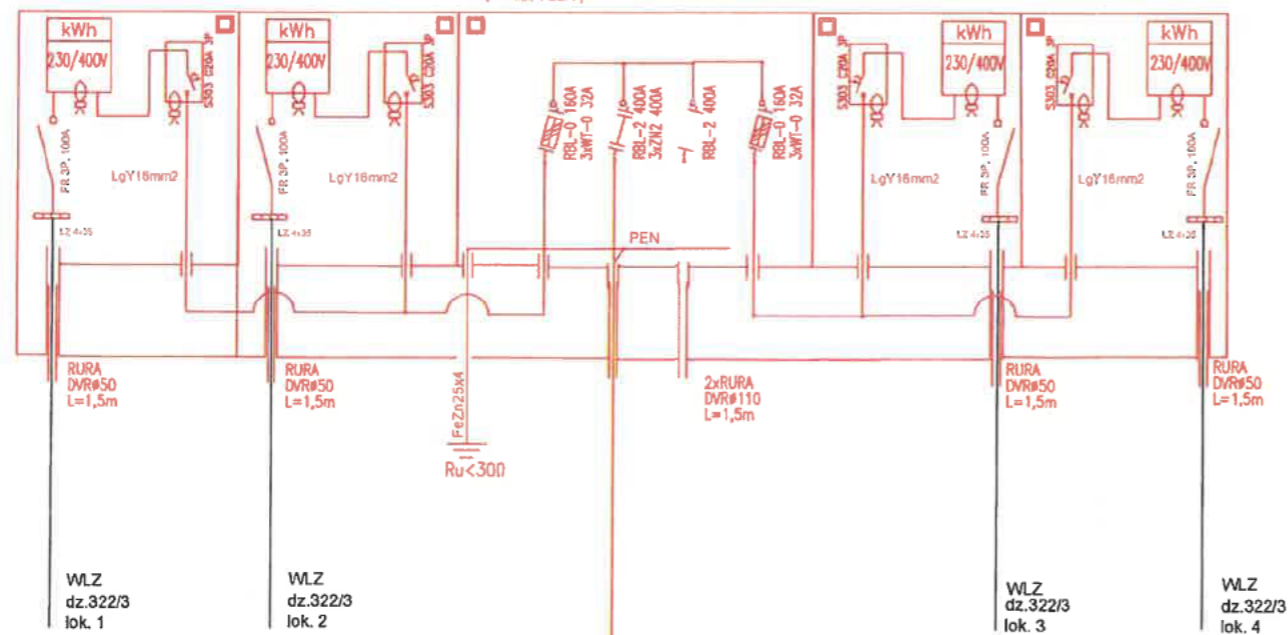 kWh
230/400V
S303 C20A 3P
FR 3P, 100A
LgY16mm2
LZ 4x35
kWh
230/400V
S303 C20A 3P
FR 3P, 100A
LgY16mm2
LZ 4x35
RBL-0 160A
3xWT-0 32A
RBL-2 400A
3xZN2 400A
RBL-2 400A
RBL-0 160A
3xWT-0 32A
PEN
S303 C20A 3P
kWh
230/400V
LgY16mm2
FR 3P, 100A
LZ 4x35
S303 C20A 3P
kWh
230/400V
LgY16mm2
FR 3P, 100A
LZ 4x35
RURA
DVRø50
L=1,5m
RURA
DVRø50
L=1,5m
FeZn25x4
Ru<30Ω
2xRURA
DVRø110
L=1,5m
RURA
DVRø50
L=1,5m
RURA
DVRø50
L=1,5m
WLZ
dz.322/3
lok. 1
WLZ
dz.322/3
lok. 2
WLZ
dz.322/3
lok. 3
WLZ
dz.322/3
lok. 4